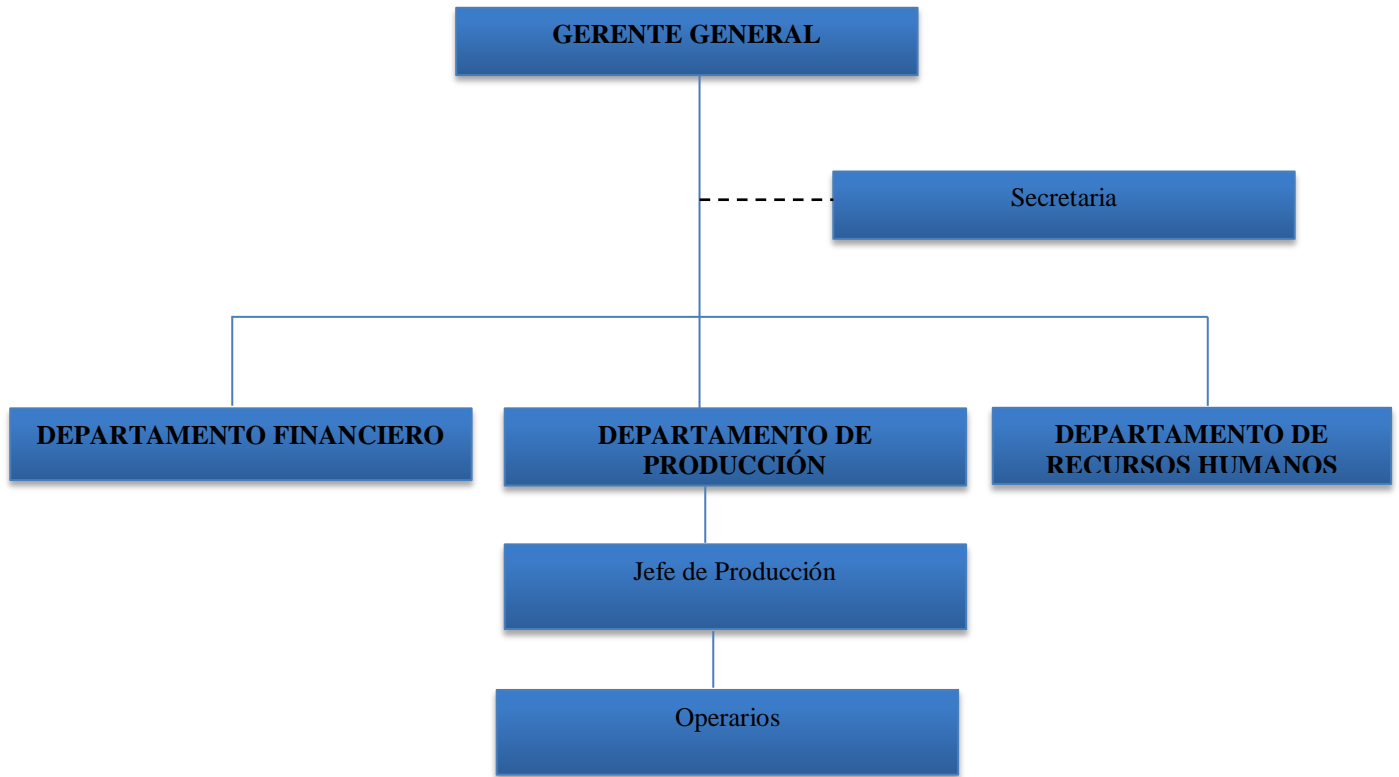 GERENTE GENERAL
Secretaria
DEPARTAMENTO FINANCIERO
DEPARTAMENTO DE
PRODUCCIÓN
DEPARTAMENTO DE
RECURSOS HUMANOS
Jefe de Producción
Operarios